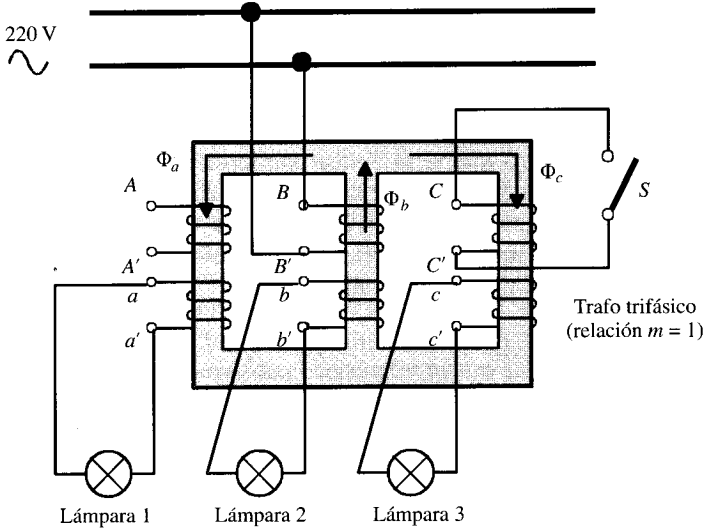 220 V
Φa
A
B
Φb
C
Φc
S
A'
a
B'
b
C'
c
a'
b'
c'
Trafo trifásico
(relación m = 1)
Lámpara 1
Lámpara 2
Lámpara 3